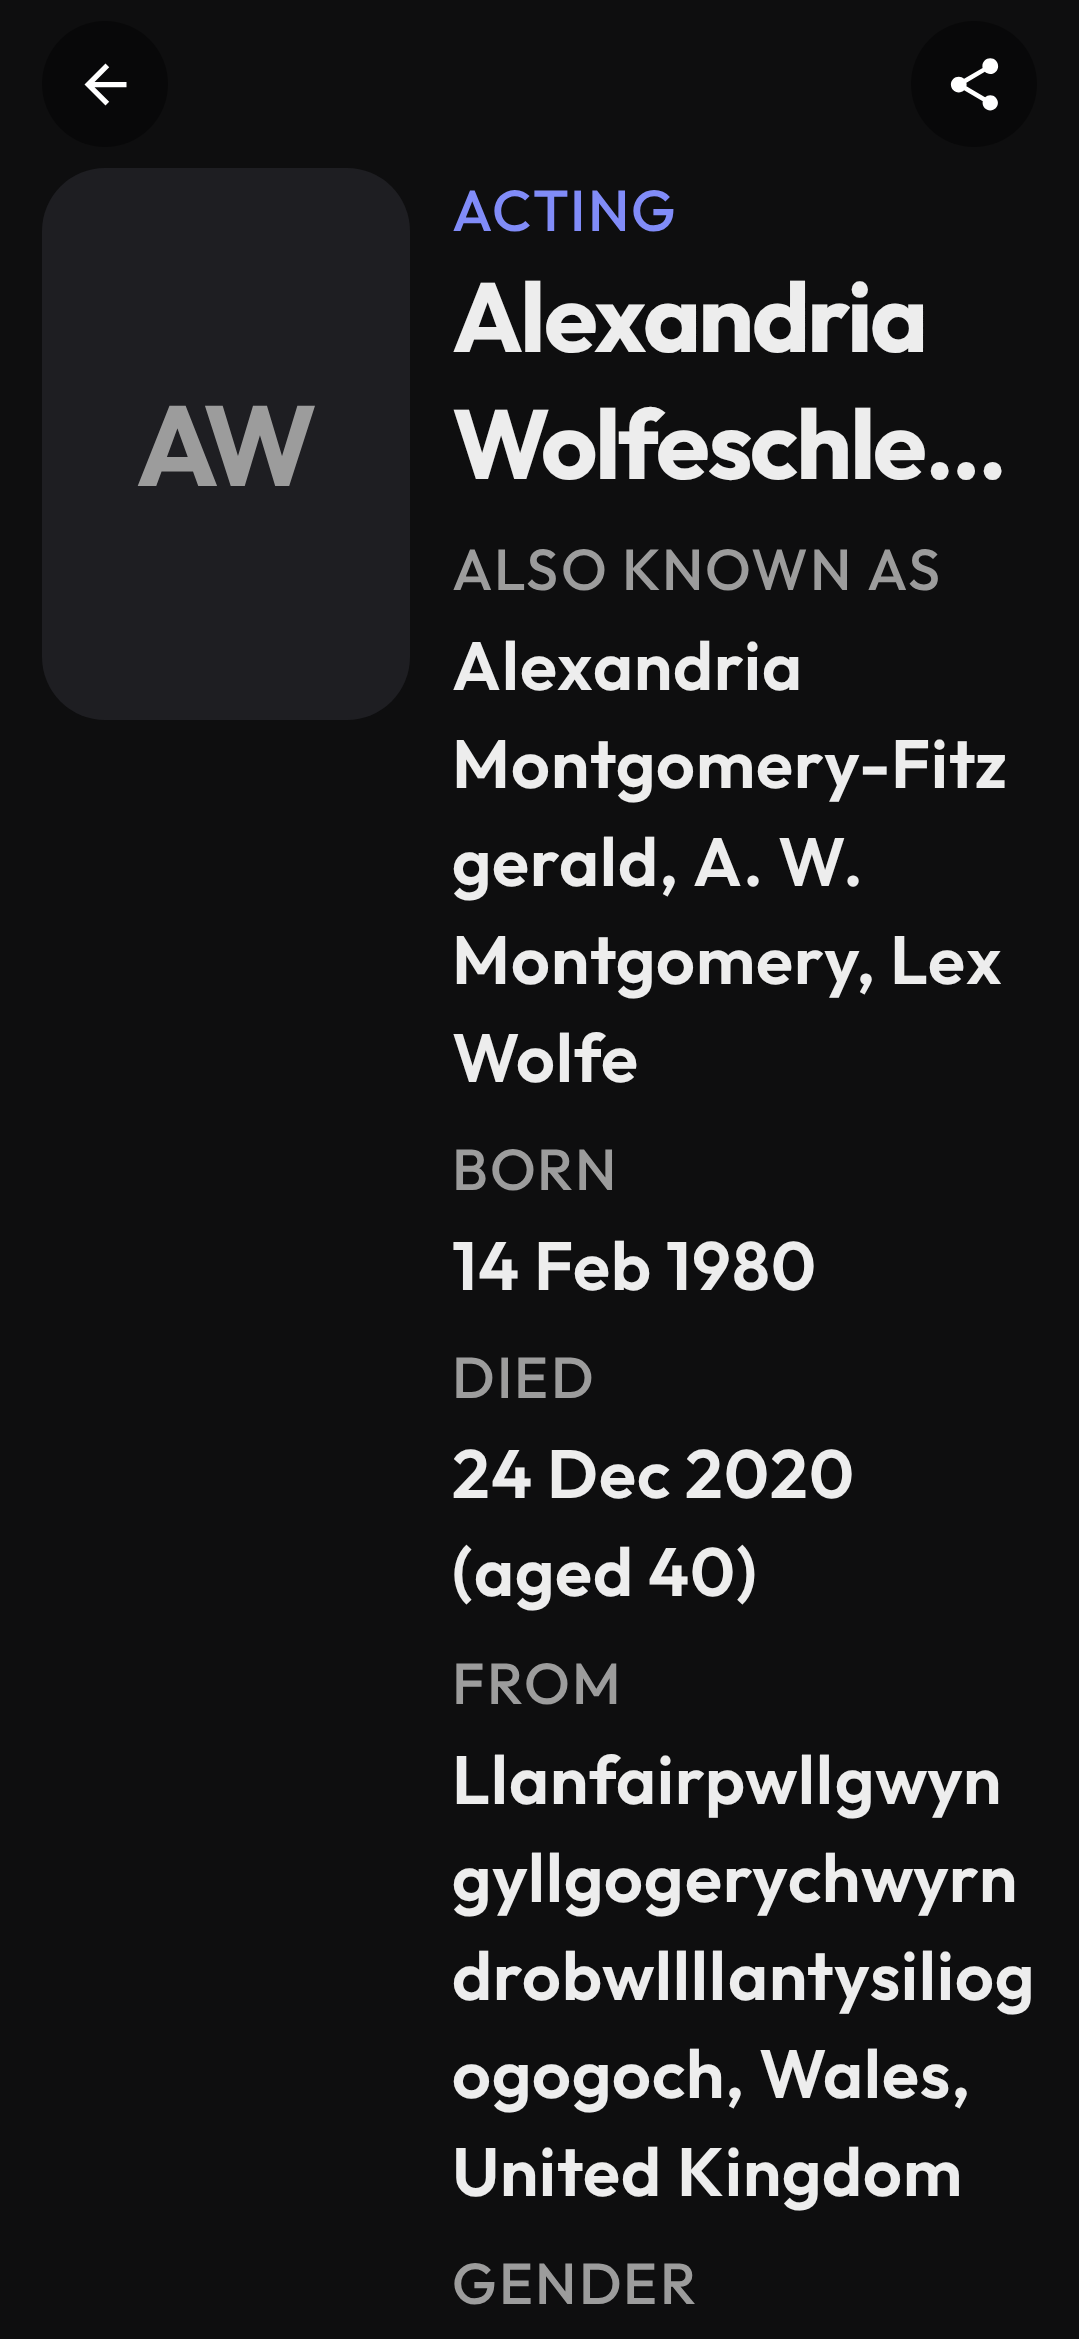 ACTING
Alexandria
Wolfeschle...
AW
ALSO KNOWN AS
Alexandria
Montgomery-Fitz
gerald, A. W.
Montgomery, Lex
Wolfe
BORN
14 Feb 1980
DIED
24 Dec 2020
(aged 40)
FROM
Llanfairpwllgwyn
gyllgogerychwyrn
drobwllllantysiliog
ogogoch, Wales,
United Kingdom
GENDER